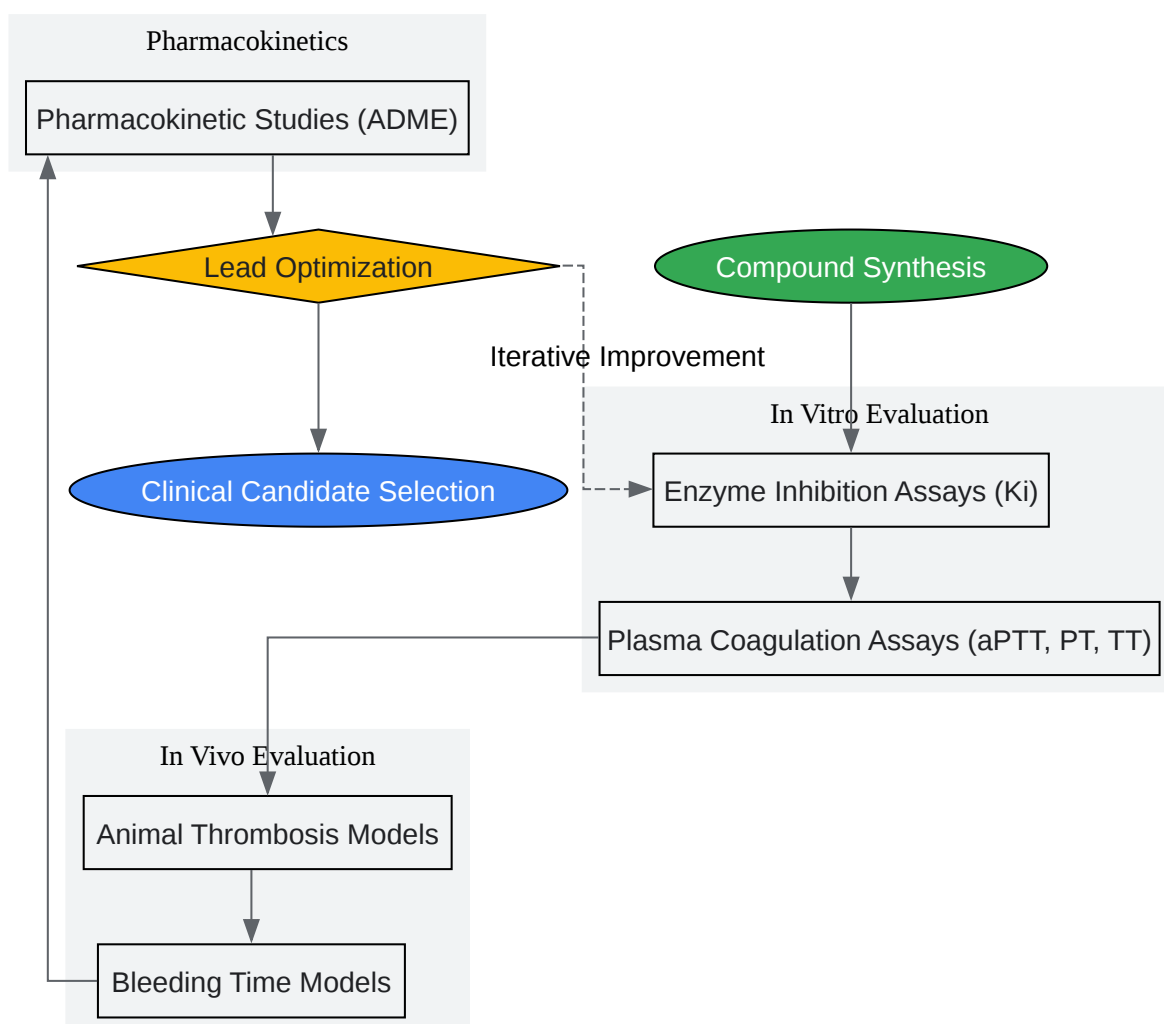 Pharmacokinetics
Pharmacokinetic Studies (ADME)
Lead Optimization
Compound Synthesis
Iterative Improvement
In Vitro Evaluation
Clinical Candidate Selection
Enzyme Inhibition Assays (Ki)
Plasma Coagulation Assays (aPTT, PT, TT)
In Vivo Evaluation
Animal Thrombosis Models
Bleeding Time Models